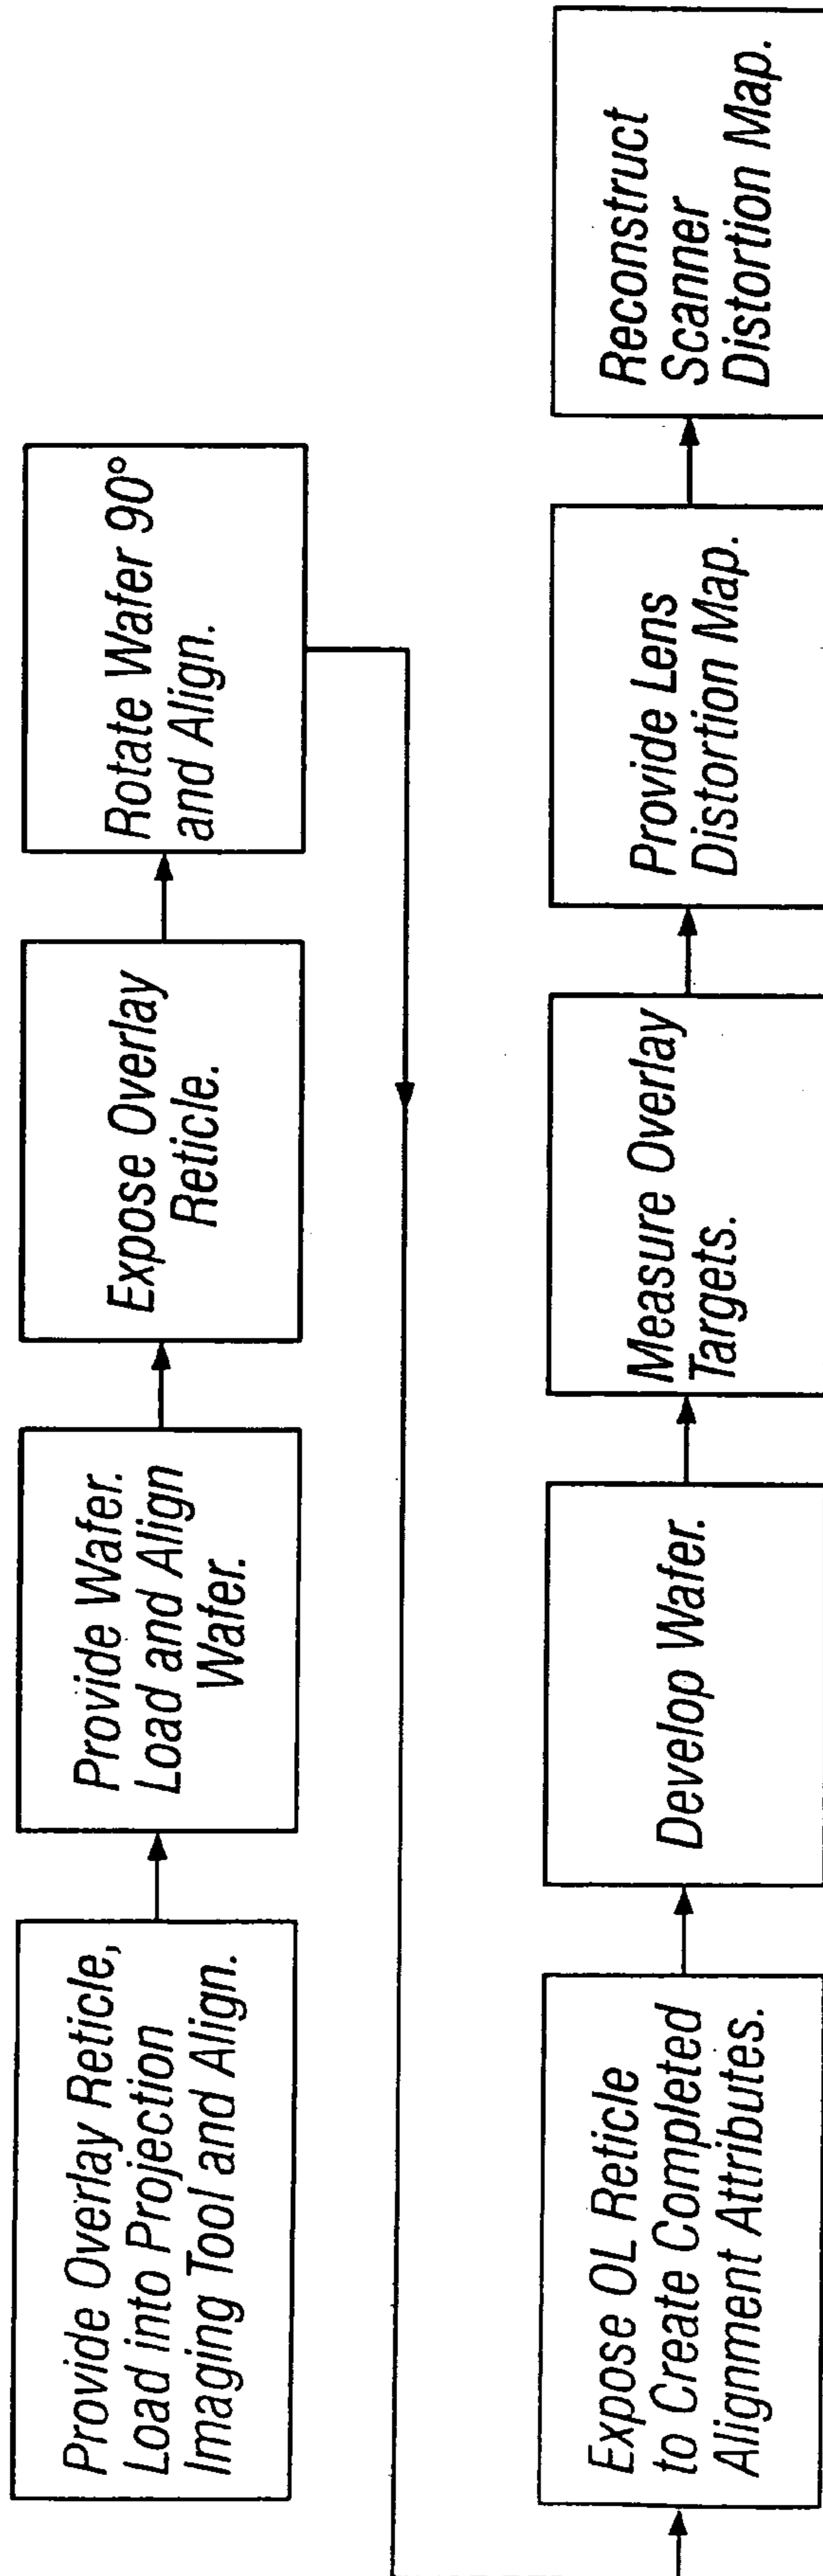 Provide Overlay Reticle,
Load into Projection
Imaging Tool and Align.
Provide Wafer.
Load and Align
Wafer.
Expose Overlay
Reticle.
Rotate Wafer 90°
and Align.
Expose OL Reticle
to Create Completed
Alignment Attributes.
Develop Wafer.
Measure Overlay
Targets.
Provide Lens
Distortion Map.
Reconstruct
Scanner
Distortion Map.